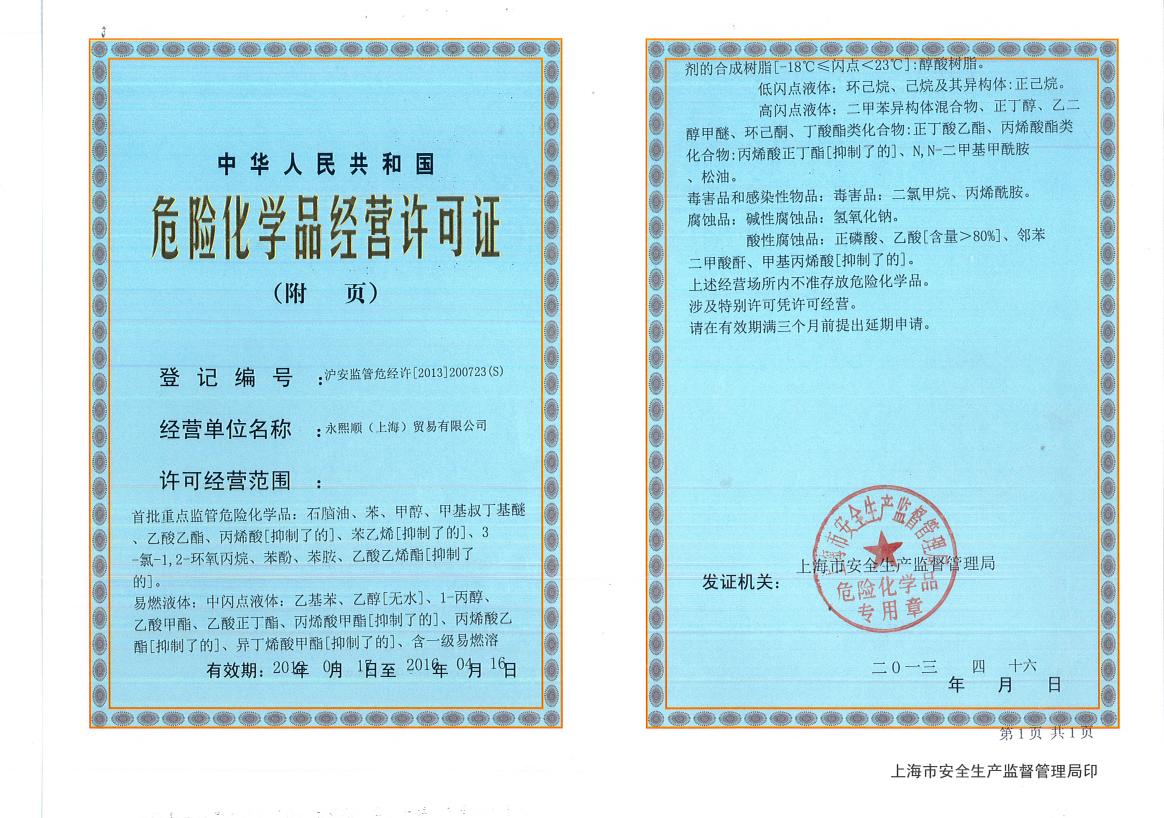 中华人民共和国
危险化学品经营许可证
（附 页）
登记编号：沪安监管危经许[2013]200723(S)
经营单位名称：永熙顺（上海）贸易有限公司
许可经营范围：
首批重点监管危险化学品：石脑油、苯、甲醇、甲基叔丁基醚
、乙酸乙酯、丙烯酸[抑制了的]、苯乙烯[抑制了的]、3
-氯-1,2-环氧丙烷、苯酚、苯胺、乙酸乙烯酯[抑制了
的]。
易燃液体：中闪点液体：乙基苯、乙醇[无水]、1-丙醇、
乙酸甲酯、乙酸正丁酯、丙烯酸甲酯[抑制了的]、丙烯酸乙
酯[抑制了的]、异丁烯酸甲酯[抑制了的]、含一级易燃溶
有效期：年 月 日至 2016年 04月 16日
剂的合成树脂[-18℃≤闪点<23℃]:醇酸树脂。
低闪点液体：环己烷、己烷及其异构体:正己烷。
高闪点液体：二甲苯异构体混合物、正丁醇、乙二
醇甲醚、环己酮、丁酸酯类化合物:正丁酸乙酯、丙烯酸酯类
化合物:丙烯酸正丁酯[抑制了的]、N,N-二甲基甲酰胺
、松油。
毒害品和感染性物品：毒害品：二氯甲烷、丙烯酰胺。
腐蚀品：碱性腐蚀品：氢氧化钠。
酸性腐蚀品：正磷酸、乙酸[含量>80%]、邻苯
二甲酸酐、甲基丙烯酸[抑制了的]。
上述经营场所内不准存放危险化学品。
涉及特别许可凭许可经营。
请在有效期满三个月前提出延期申请。
发证机关：上海市安全生产监督管理局
上海市安全生产监督管理局
危险化学品
专用章
二0一三 四 十六
年 月 日
第1页 共1页
上海市安全生产监督管理局印